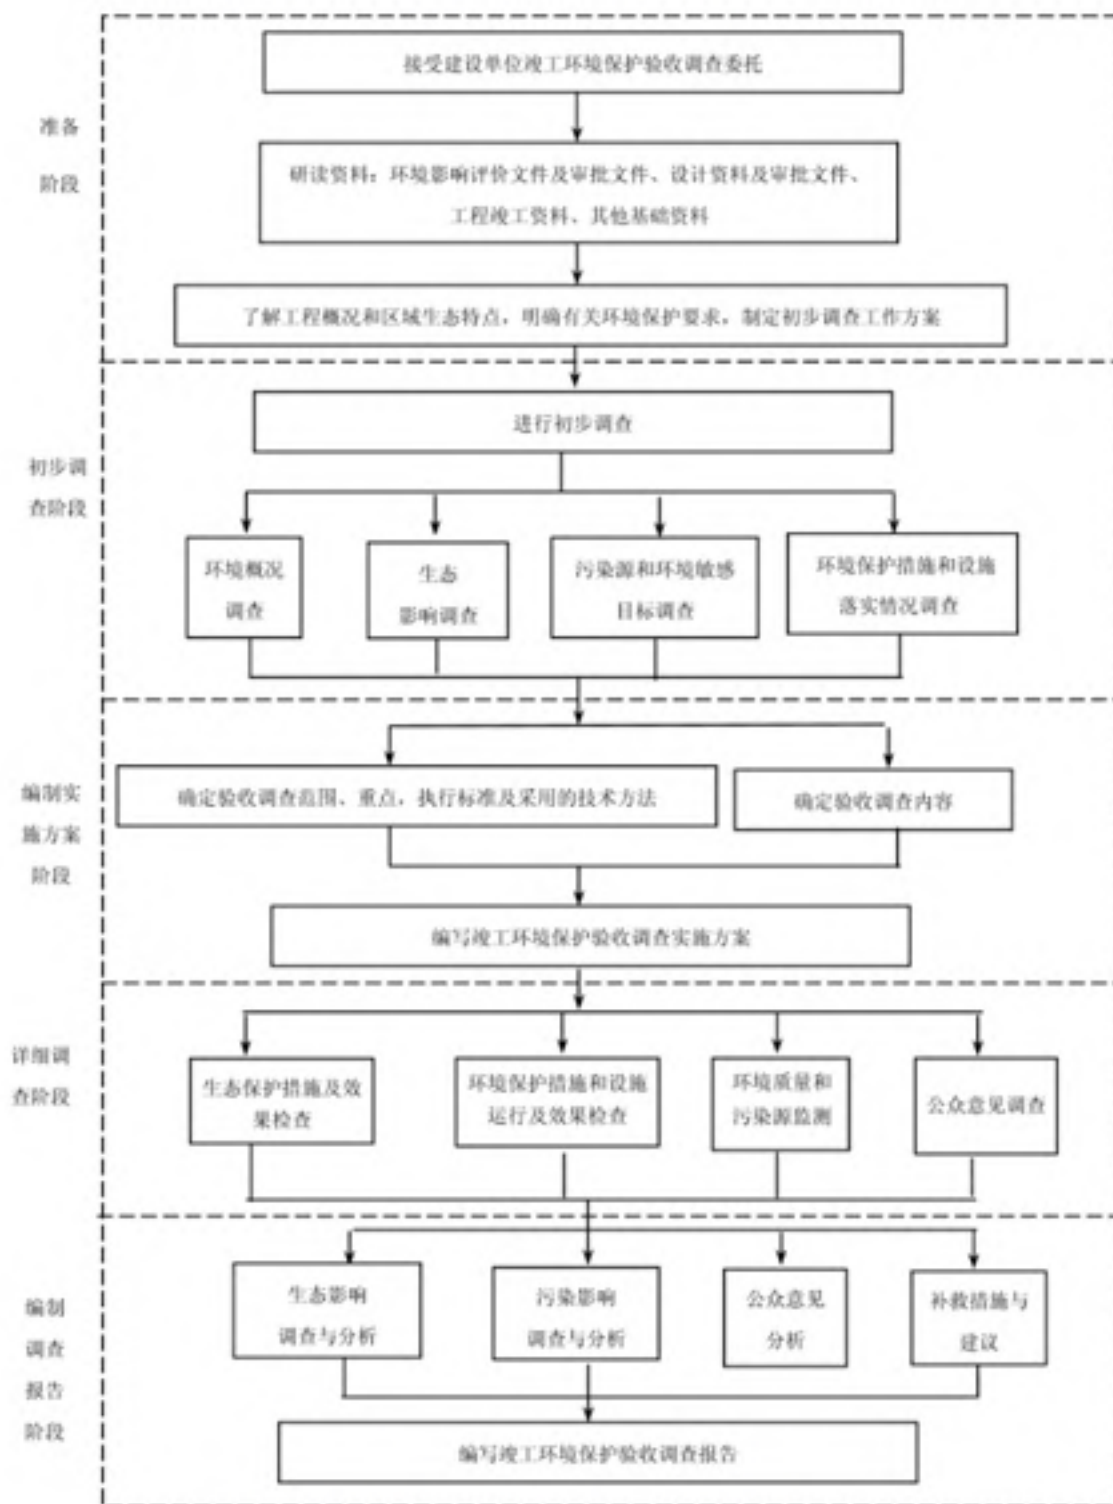 接受建设单位竣工环境保护验收调查委托
准备
阶段
研读资料：环境影响评价文件及审批文件、设计资料及审批文件、
工程竣工资料、其他基础资料
了解工程概况和区域生态特点，明确有关环境保护要求，制定初步调查工作方案
进行初步调查
初步调
查阶段
环境概况
调查
生态
影响调查
污染源和环境敏感
目标调查
环境保护措施和设施
落实情况调查
编制实
施方案
阶段
确定验收调查范围、重点，执行标准及采用的技术方法
确定验收调查内容
编写竣工环境保护验收调查实施方案
详细调
查阶段
生态保护措施及效
果检查
环境保护措施和设施
运行及效果检查
环境质量和
污染源监测
公众意见调查
编制
调查
报告
阶段
生态影响
调查与分析
污染影响
调查与分析
公众意见
分析
补救措施与
建议
编写竣工环境保护验收调查报告